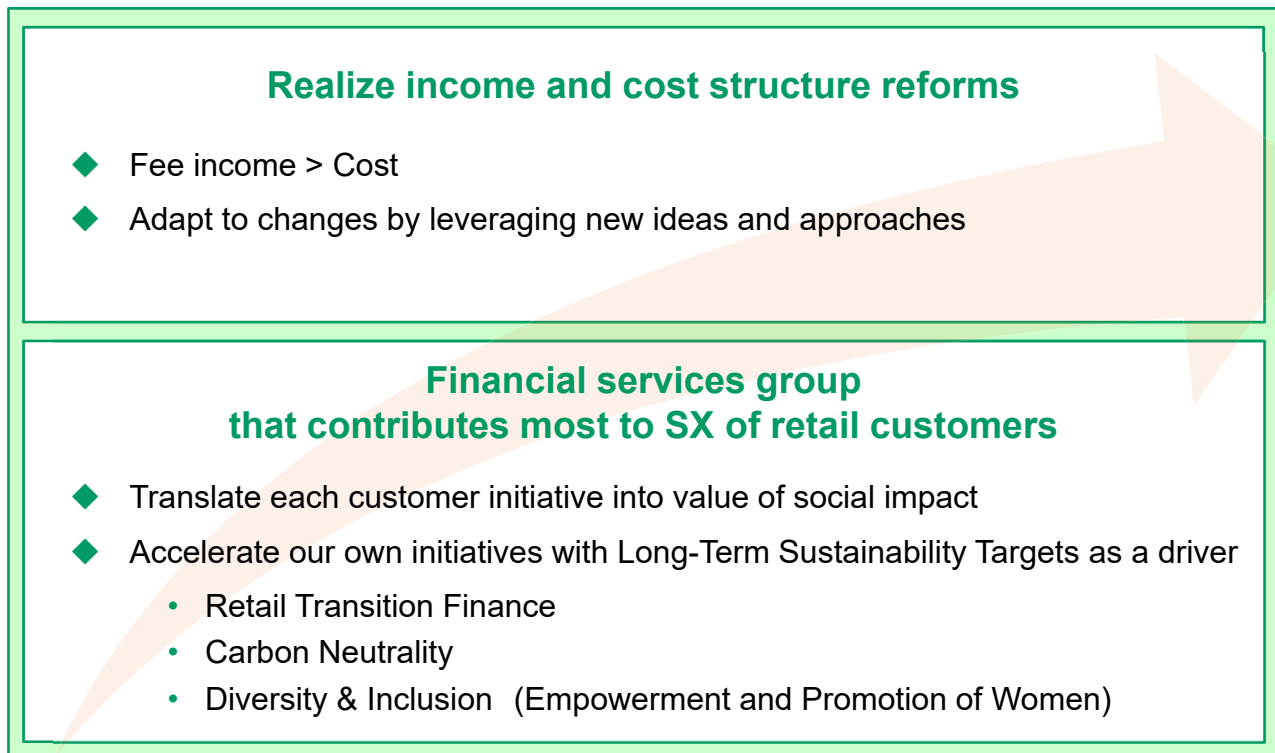 Realize income and cost structure reforms
◆ Fee income > Cost
◆ Adapt to changes by leveraging new ideas and approaches
Financial services group
that contributes most to SX of retail customers
◆ Translate each customer initiative into value of social impact
◆ Accelerate our own initiatives with Long-Term Sustainability Targets as a driver
• Retail Transition Finance
• Carbon Neutrality
• Diversity & Inclusion (Empowerment and Promotion of Women)